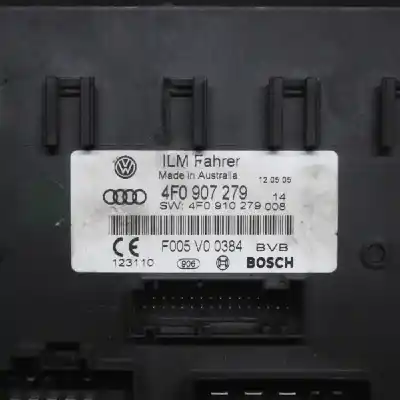 ILM Fahrer
Made in Australia 12.05.05
4F0 907 279 14
SW: 4F0 910 279 008
F005 V0 0384 BVB
123110 906 BOSCH